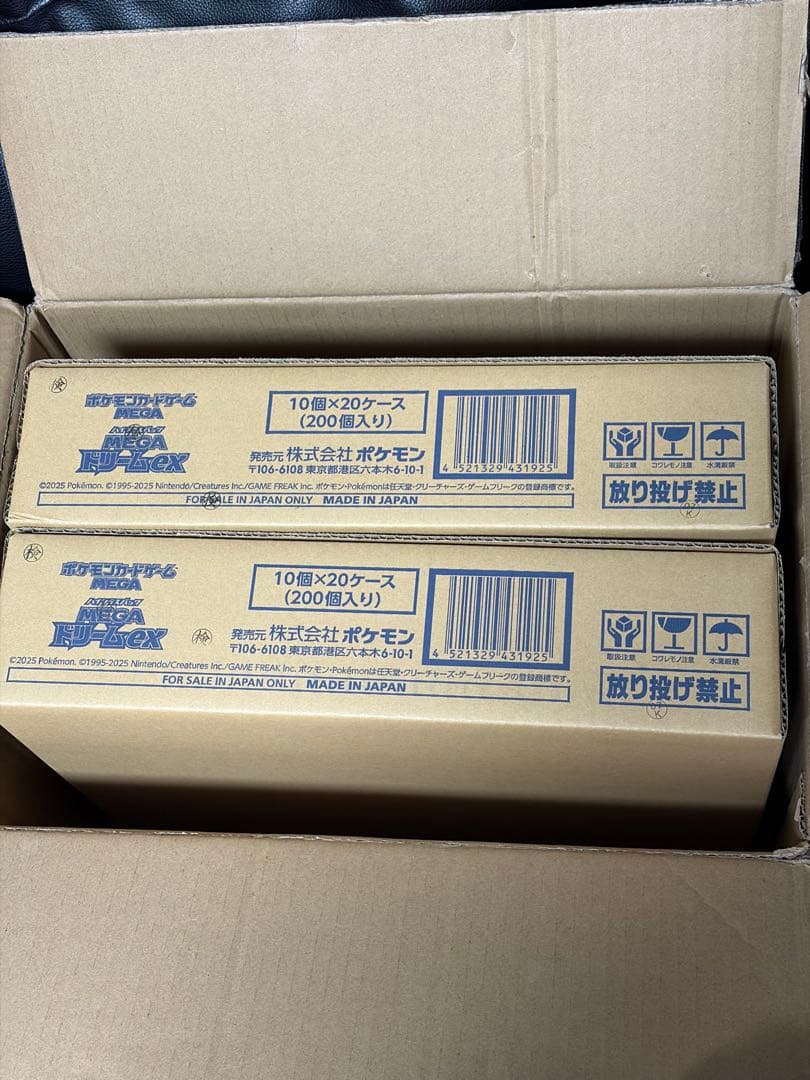 検
ポケモンカードゲーム
MEGA
ハイクラスパック
MEGA
ドリームex
10個×20ケース
(200個入り)
発売元 株式会社 ポケモン
〒106-6108 東京都港区六本木6-10-1
4 521329 431925
取扱注意 コワレモノ注意 水濡厳禁
放り投げ禁止
©2025 Pokémon. ©1995-2025 Nintendo/Creatures Inc./GAME FREAK Inc. ポケモン・Pokémonは任天堂・クリーチャーズ・ゲームフリークの登録商標です。
FOR SALE IN JAPAN ONLY MADE IN JAPAN
検
ポケモンカードゲーム
MEGA
ハイクラスパック
MEGA
ドリームex
検
10個×20ケース
(200個入り)
発売元 株式会社 ポケモン
〒106-6108 東京都港区六本木6-10-1
4 521329 431925
取扱注意 コワレモノ注意 水濡厳禁
放り投げ禁止
©2025 Pokémon. ©1995-2025 Nintendo/Creatures Inc./GAME FREAK Inc. ポケモン・Pokémonは任天堂・クリーチャーズ・ゲームフリークの登録商標です。
FOR SALE IN JAPAN ONLY MADE IN JAPAN